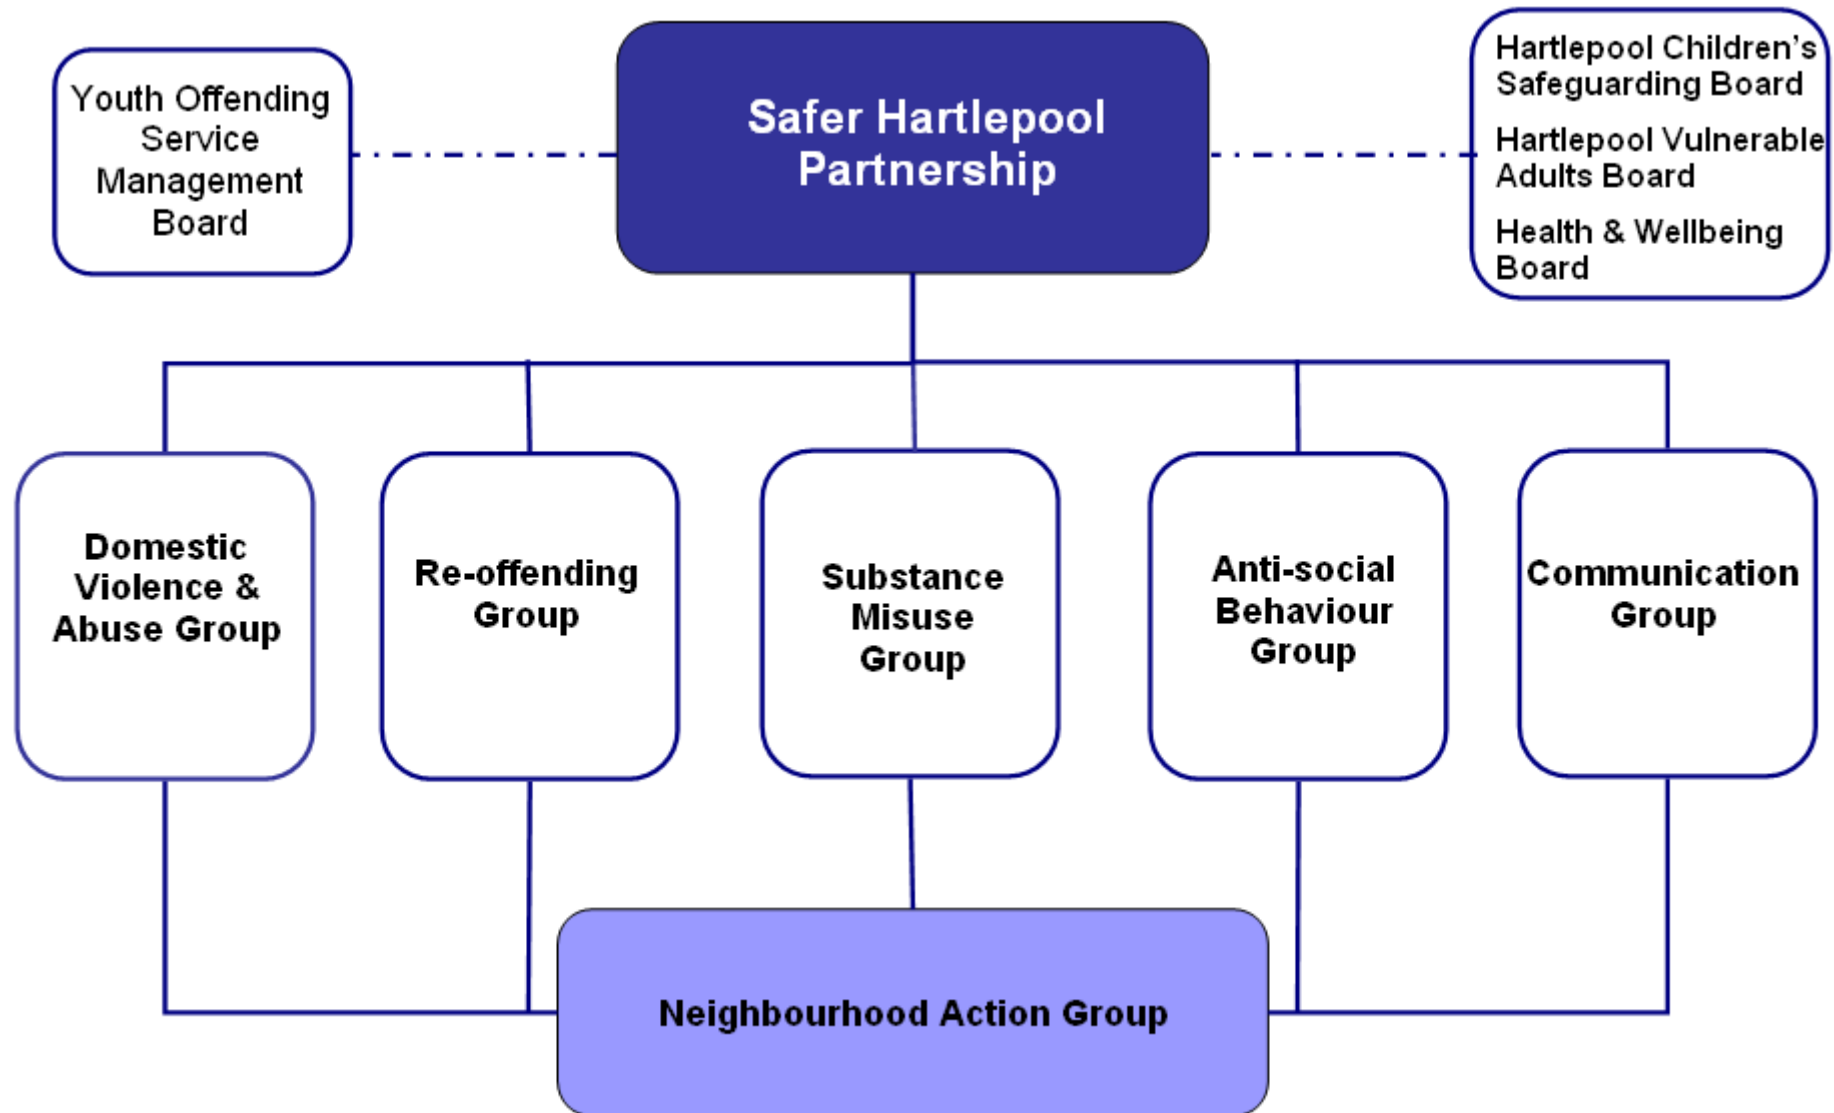 Youth Offending
Service
Management
Board
Safer Hartlepool
Partnership
Hartlepool Children's
Safeguarding Board
Hartlepool Vulnerable
Adults Board
Health & Wellbeing
Board
Domestic
Violence &
Abuse Group
Re-offending
Group
Substance
Misuse
Group
Anti-social
Behaviour
Group
Communication
Group
Neighbourhood Action Group